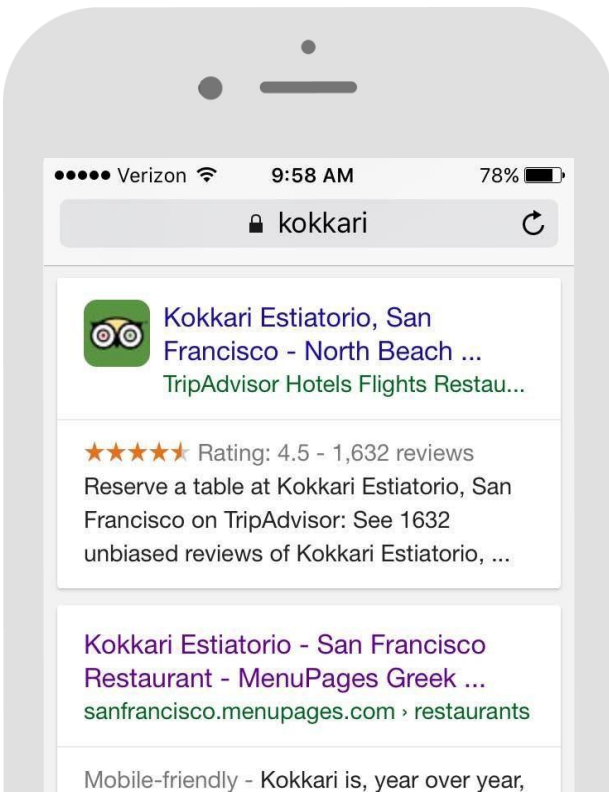 Verizon 9:58 AM 78%
kokkari
Kokkari Estiatorio, San
Francisco - North Beach ...
TripAdvisor Hotels Flights Restau...
Rating: 4.5 - 1,632 reviews
Reserve a table at Kokkari Estiatorio, San
Francisco on TripAdvisor: See 1632
unbiased reviews of Kokkari Estiatorio, ...
Kokkari Estiatorio - San Francisco
Restaurant - MenuPages Greek ...
sanfrancisco.menupages.com › restaurants
Mobile-friendly - Kokkari is, year over year,